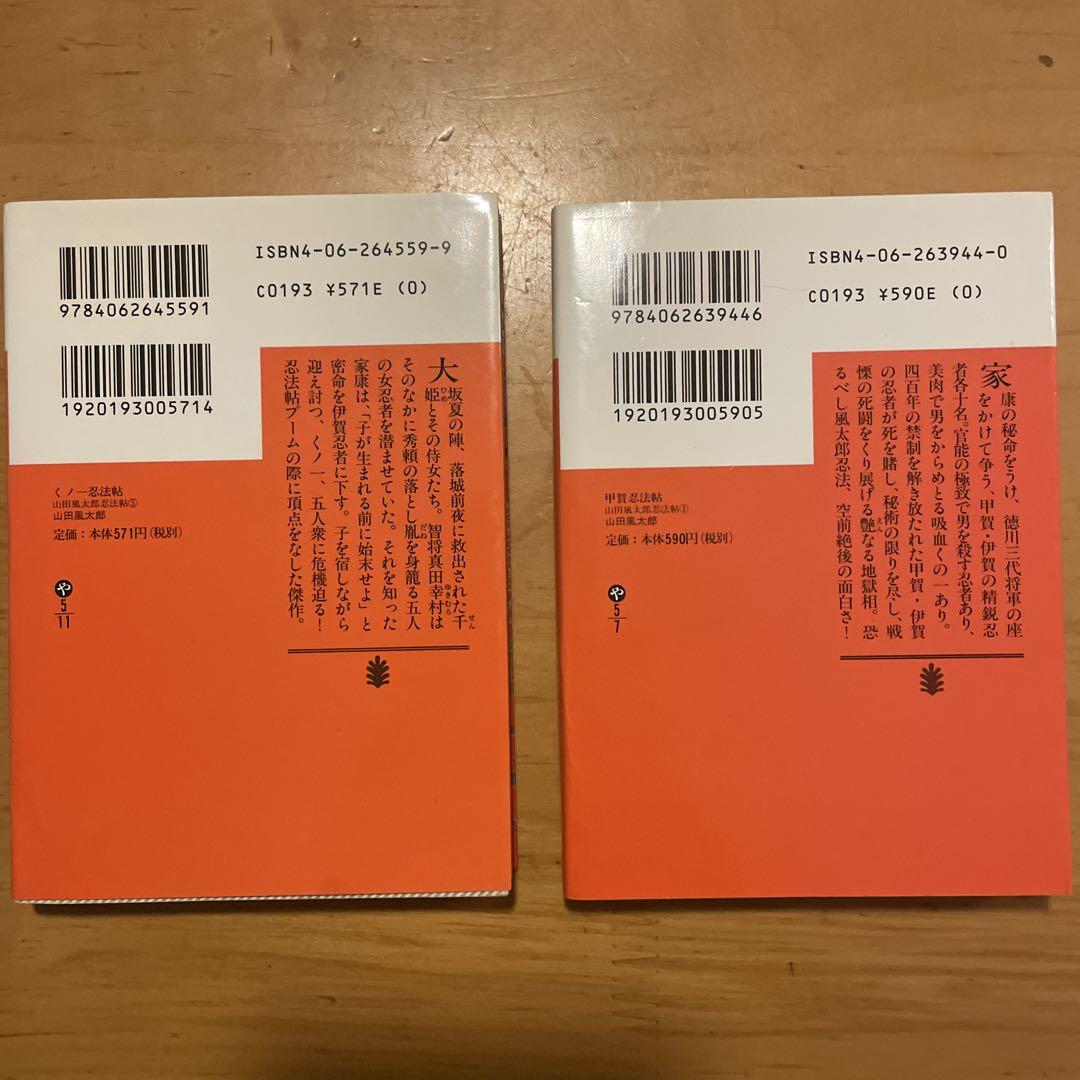 ISBN4-06-264559-9
C0193 ¥571E (0)
9784062645591
1920193005714
大坂夏の陣、落城前夜に救出された千
姫とその侍女たち。智将真田幸村は
そのなかに秀頼の落とし胤を身籠る五人
の女忍者を潜ませていた。それを知った
家康は、「子が生まれる前に始末せよ」と
密命を伊賀忍者に下す。子を宿しながら
迎え討つ、くノ一、五人衆に危機迫る!
忍法帖ブームの際に頂点をなした傑作。
せん
ひめ
だね
ゆきむら
くノ一忍法帖
山田風太郎忍法帖⑤
山田風太郎
定価:本体571円(税別)
や
5
11
ISBN4-06-263944-0
C0193 ¥590E (0)
9784062639446
1920193005905
家康の秘命をうけ、徳川三代将軍の座
をかけて争う、甲賀・伊賀の精鋭忍
者各十名。官能の極致で男を殺す忍者あり、
美肉で男をからめとる吸血くの一あり。
四百年の禁制を解き放たれた甲賀・伊賀
の忍者が死を賭し、秘術の限りを尽し、戦
慄の死闘をくり展げる艶なる地獄相。恐
るべし風太郎忍法、空前絶後の面白さ!
えん
甲賀忍法帖
山田風太郎忍法帖①
山田風太郎
定価:本体590円(税別)
や
5
7